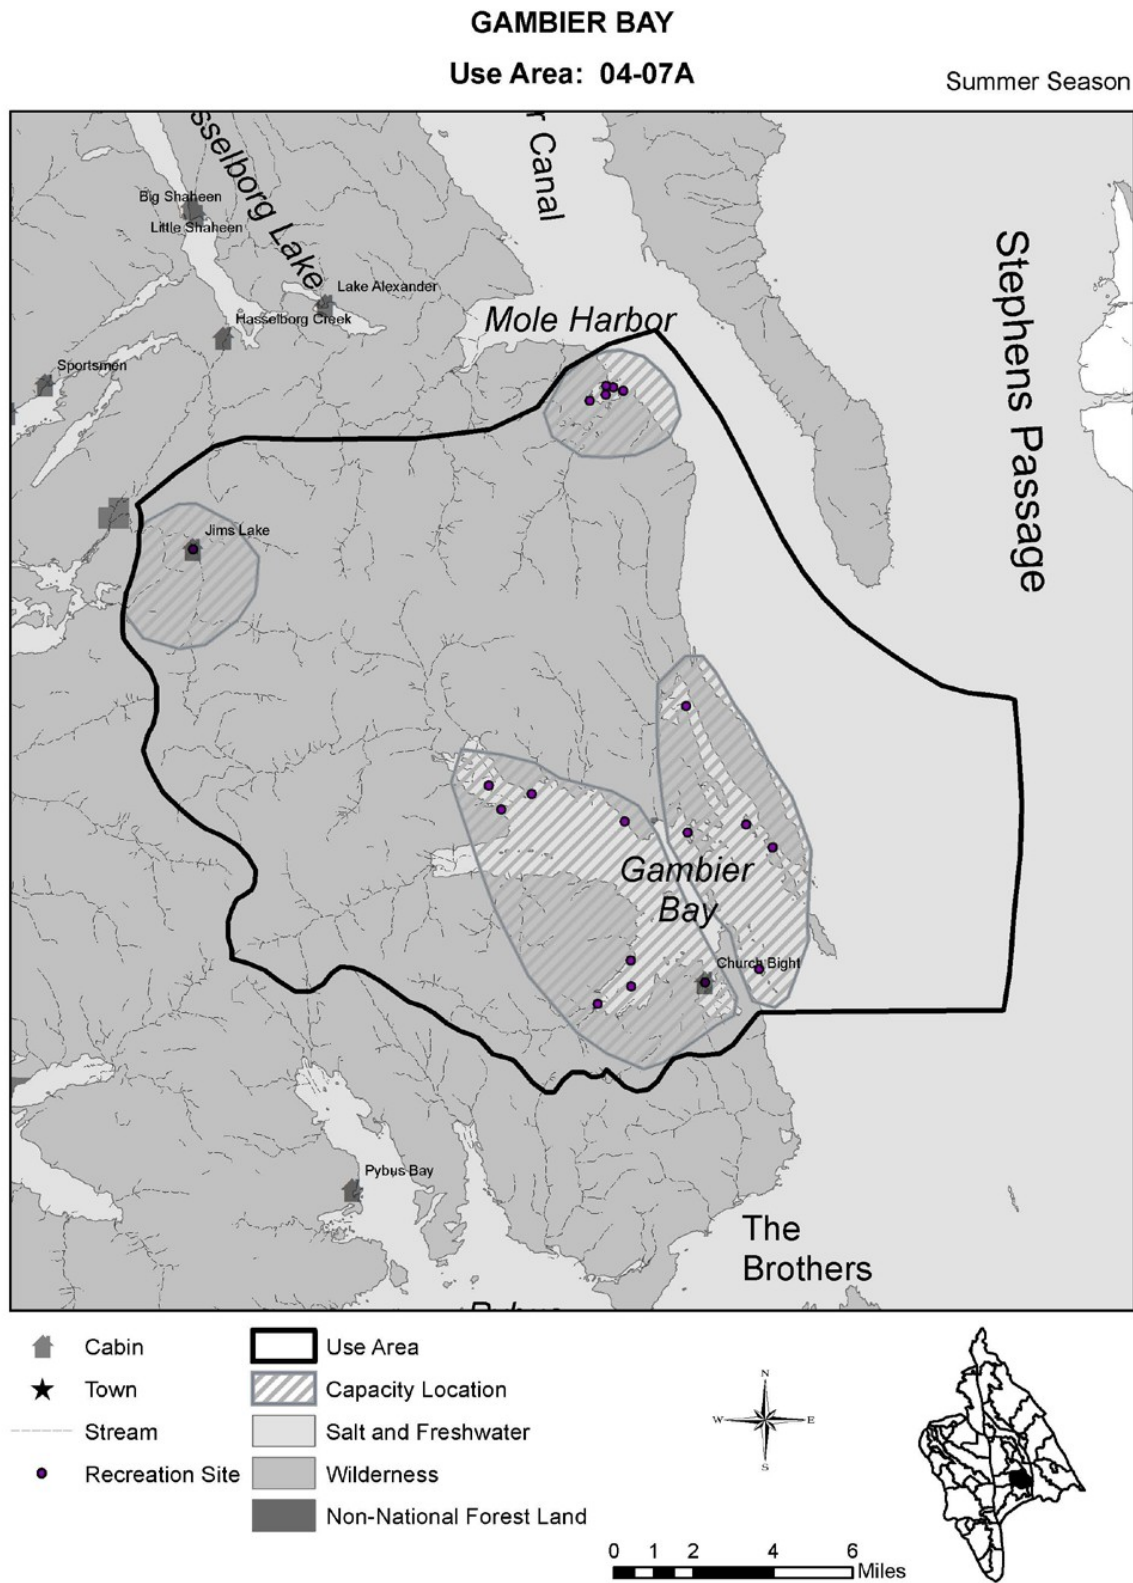 GAMBIER BAY
Use Area: 04-07A
Summer Season
sselborg Lake
r Canal
Big Shaheen
Little Shaheen
Lake Alexander
Hasselborg Creek
Mole Harbor
Sportsmen
Stephens Passage
Jims Lake
Gambier
Bay
Church Bight
Pybus Bay
The
Brothers
Cabin
Town
Stream
Recreation Site
Use Area
Capacity Location
Salt and Freshwater
Wilderness
Non-National Forest Land
N
W E
S
0 1 2 4 6
Miles